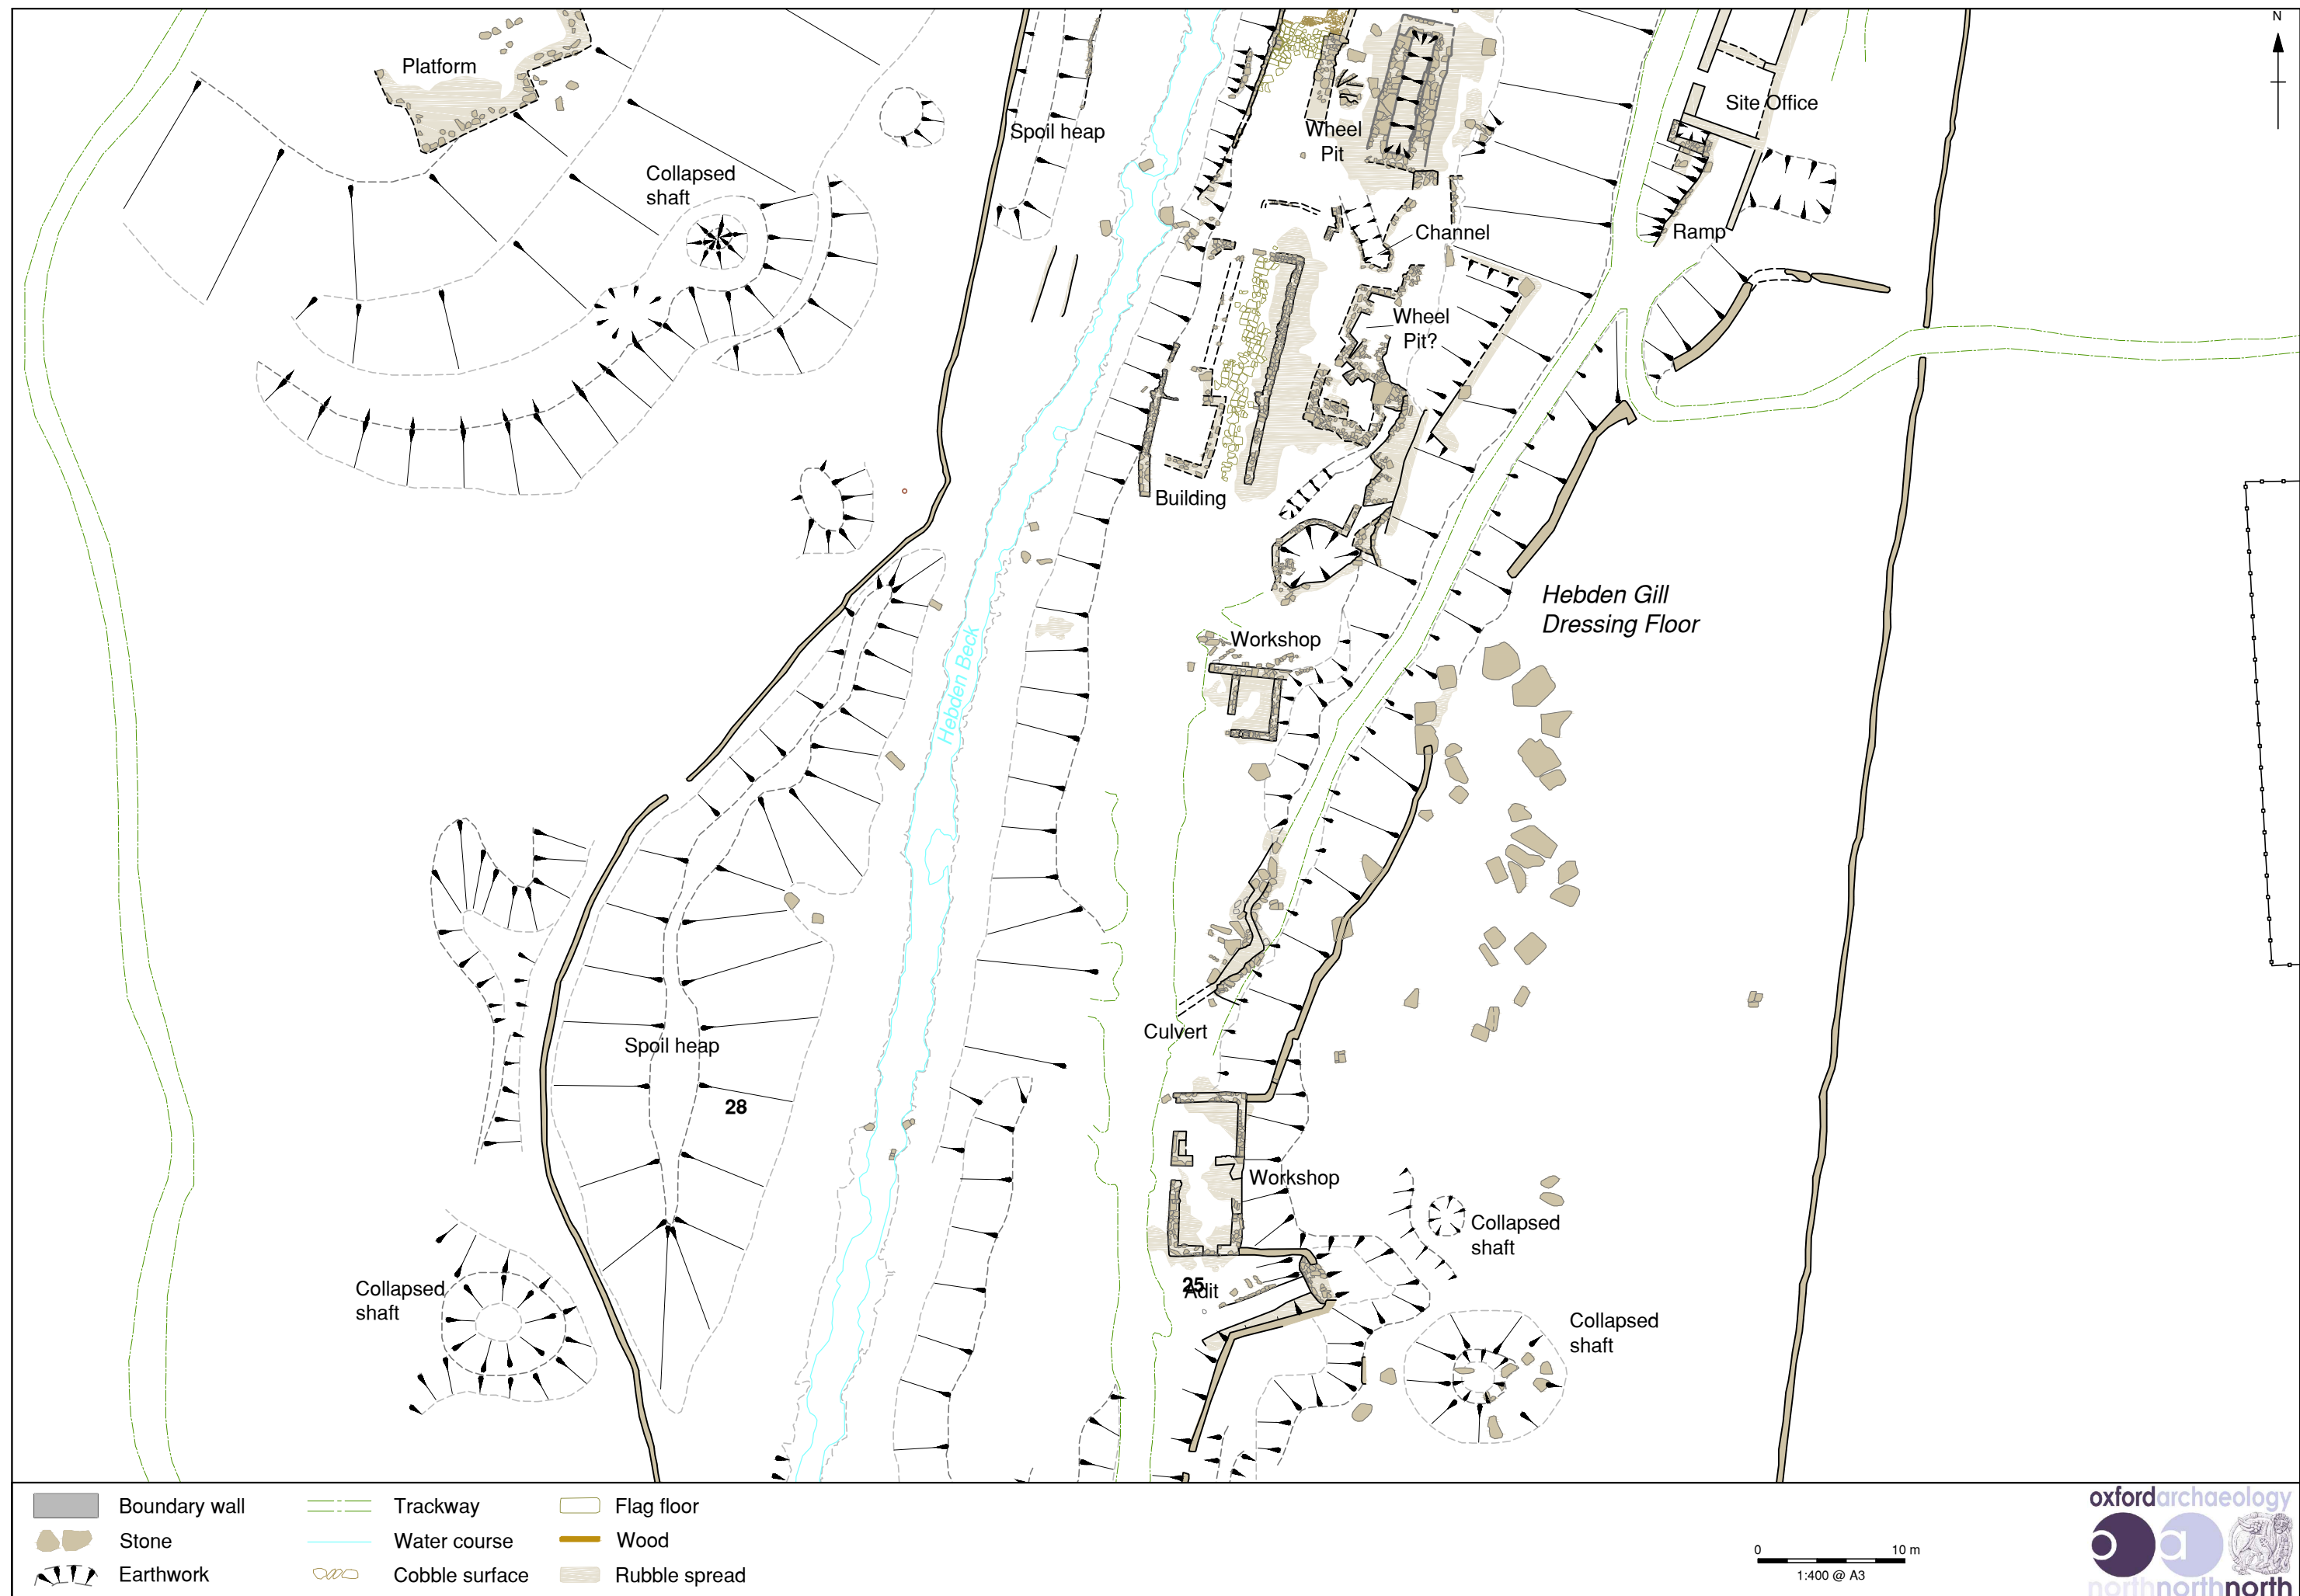 N
Platform
Spoil heap
Wheel
Pit
Site Office
Collapsed
shaft
Channel
Ramp
Wheel
Pit?
Building
Hebden Gill
Dressing Floor
Workshop
Hebden Beck
Culvert
Spoil heap
28
Workshop
Collapsed
shaft
Collapsed
shaft
25
Adit
Collapsed
shaft
Boundary wall
Trackway
Flag floor
Stone
Water course
Wood
Earthwork
Cobble surface
Rubble spread
0 10 m
1:400 @ A3
oxfordarchaeology
oa
northnorthnorth